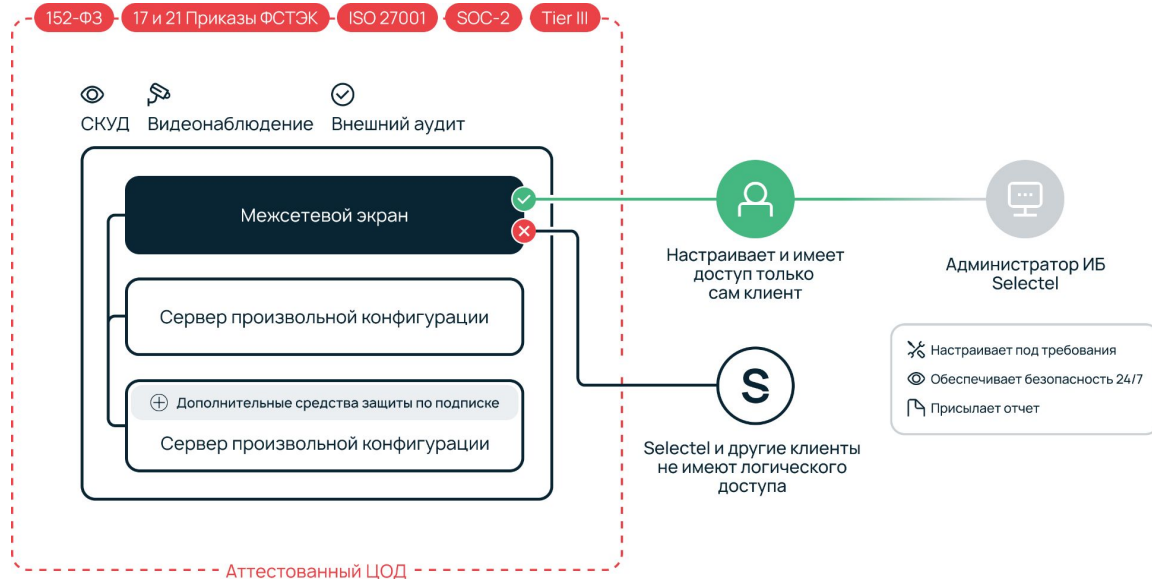 152-ФЗ
17 и 21 Приказы ФСТЭК
ISO 27001
SOC-2
Tier III
СКУД
Видеонаблюдение
Внешний аудит
Межсетевой экран
Сервер произвольной конфигурации
Дополнительные средства защиты по подписке
Сервер произвольной конфигурации
Настраивает и имеет
доступ только
сам клиент
Администратор ИБ
Selectel
Настраивает под требования
Обеспечивает безопасность 24/7
Присылает отчет
S
Selectel и другие клиенты
не имеют логического
доступа
Аттестованный ЦОД